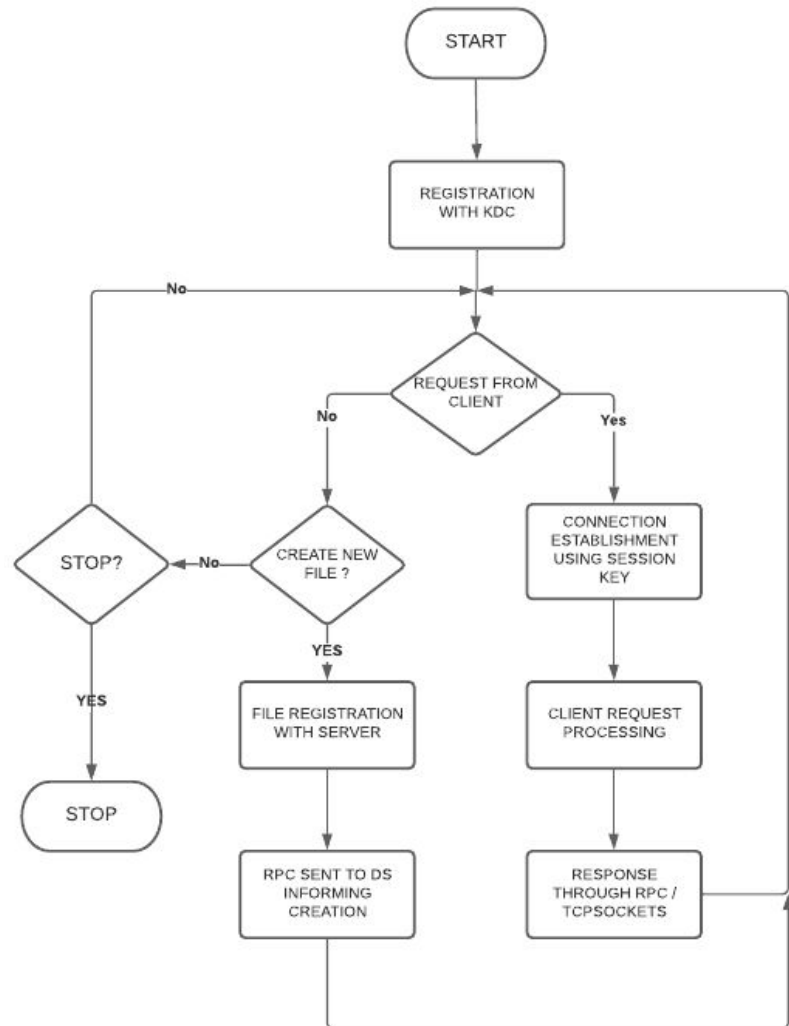 START
REGISTRATION
WITH KDC
No
REQUEST FROM
CLIENT
No
Yes
STOP?
No
CREATE NEW
FILE ?
CONNECTION
ESTABLISHMENT
USING SESSION
KEY
YES
YES
FILE REGISTRATION
WITH SERVER
CLIENT REQUEST
PROCESSING
STOP
RPC SENT TO DS
INFORMING
CREATION
RESPONSE
THROUGH RPC /
TCPSOCKETS